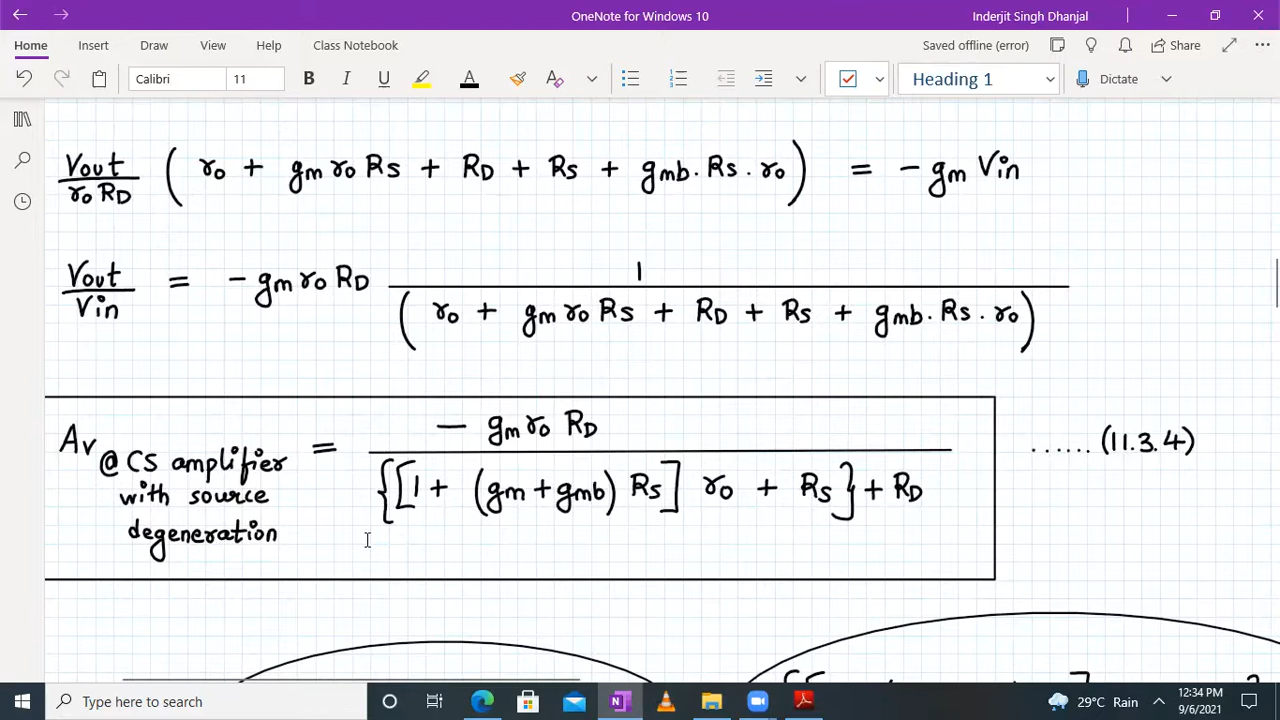 OneNote for Windows 10
Inderjit Singh Dhanjal
Home Insert Draw View Help Class Notebook
Saved offline (error)
Share
Calibri 11 B I U A
Heading 1
Dictate
Vout/roRD ( ro + gm ro Rs + RD + Rs + gmb. Rs. ro ) = - gm Vin
Vout/Vin = - gm ro RD 1/( ro + gm ro Rs + RD + Rs + gmb. Rs. ro )
Av @ CS amplifier with source degeneration = - gm ro RD / {[1 + (gm + gmb) Rs] ro + Rs} + RD ...... (11.3.4)
Type here to search
29°C Rain
12:34 PM
9/6/2021